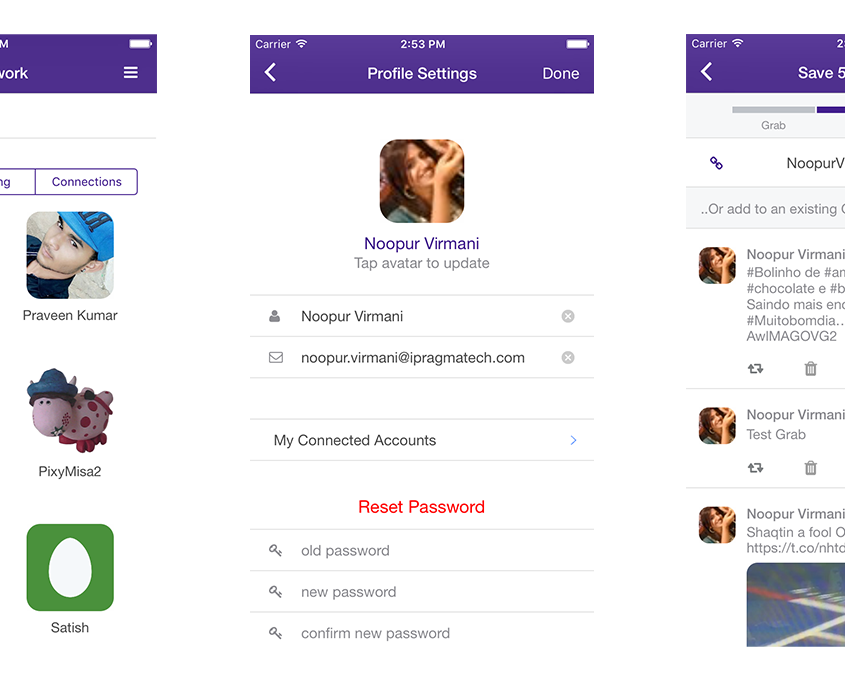 M
work
ng
Connections
Praveen Kumar
PixyMisa2
Satish
Carrier
2:53 PM
Profile Settings
Done
Noopur Virmani
Tap avatar to update
Noopur Virmani
noopur.virmani@ipragmatech.com
My Connected Accounts
Reset Password
old password
new password
confirm new password
Carrier
2:
Save 5
Grab
NoopurV
..Or add to an existing
Noopur Virmani
#Bolinho de #am
#chocolate e #b
Saindo mais enc
#Muitobomdia..
AwIMAGOVG2
Noopur Virmani
Test Grab
Noopur Virmani
Shaqtin a fool O
https://t.co/nhtd